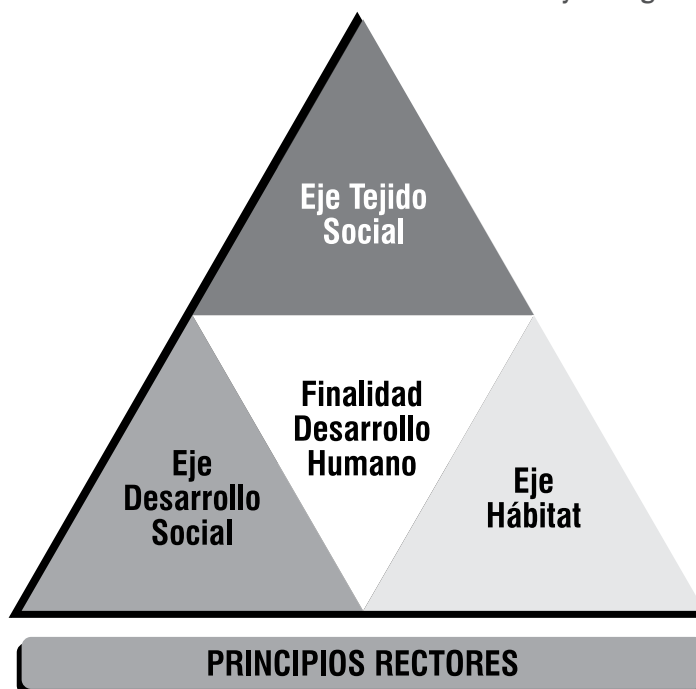 Eje Tejido
Social
Finalidad
Desarrollo
Humano
Eje
Desarrollo
Social
Eje
Hábitat
PRINCIPIOS RECTORES